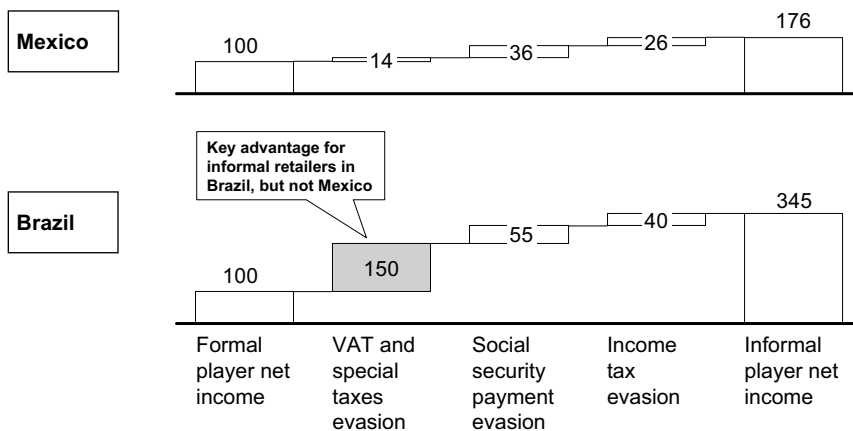 Mexico
100
14
36
26
176
Key advantage for
informal retailers in
Brazil, but not Mexico
Brazil
100
150
55
40
345
Formal
player net
income
VAT and
special
taxes
evasion
Social
security
payment
evasion
Income
tax
evasion
Informal
player net
income